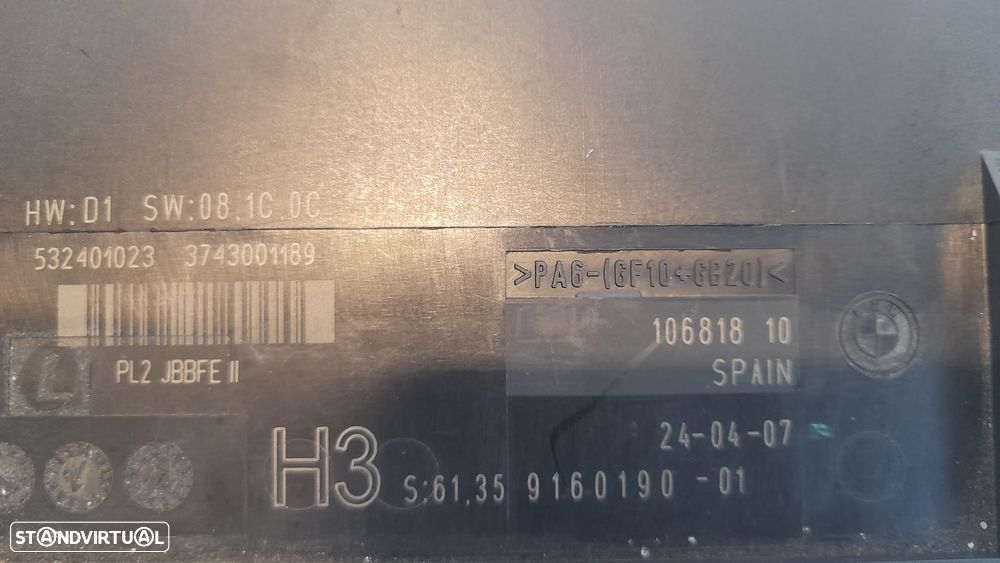 HW:D1 SW:08.1C.0C
532401023 3743001189
>PA6-(GF10+GB20)<
106818 10
SPAIN
PL2 JBBFE II
24-04-07
H3 S:61.35 9160190 -01
STANDVIRTUAL